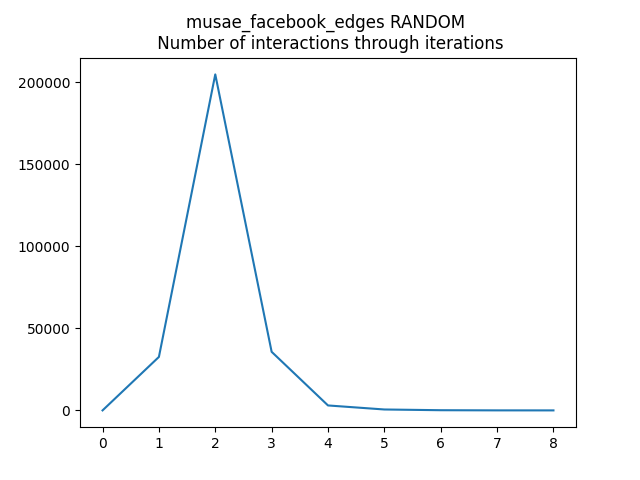 musae_facebook_edges RANDOM
Number of interactions through iterations
200000
150000
100000
50000
0
0 1 2 3 4 5 6 7 8